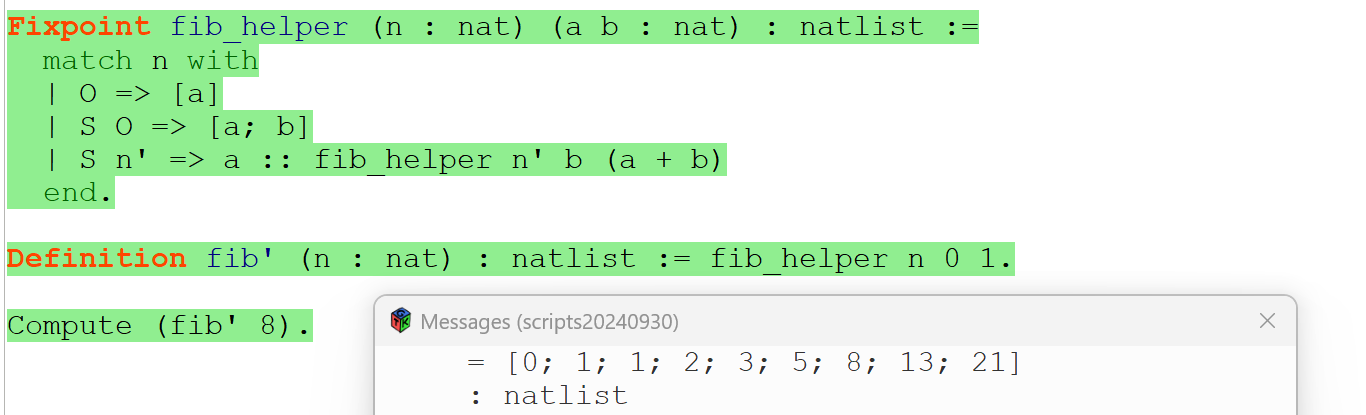 Fixpoint fib_helper (n : nat) (a b : nat) : natlist :=
  match n with
  | O => [a]
  | S O => [a; b]
  | S n' => a :: fib_helper n' b (a + b)
  end.
Definition fib' (n : nat) : natlist := fib_helper n 0 1.
Compute (fib' 8).
Messages (scripts20240930)
= [0; 1; 1; 2; 3; 5; 8; 13; 21]
: natlist